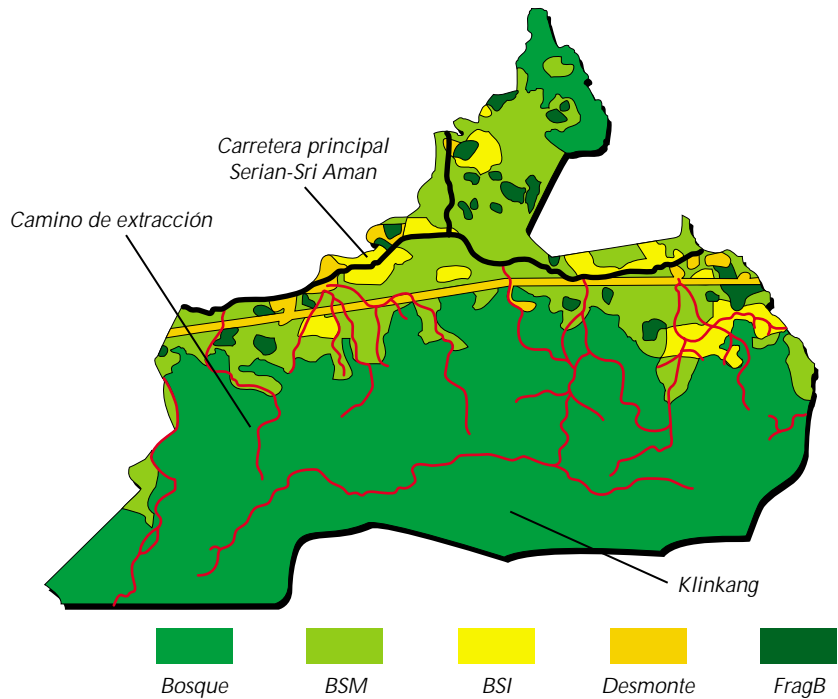 Carretera principal
Serian-Sri Aman
Camino de extracción
Klinkang
Bosque
BSM
BSI
Desmonte
FragB